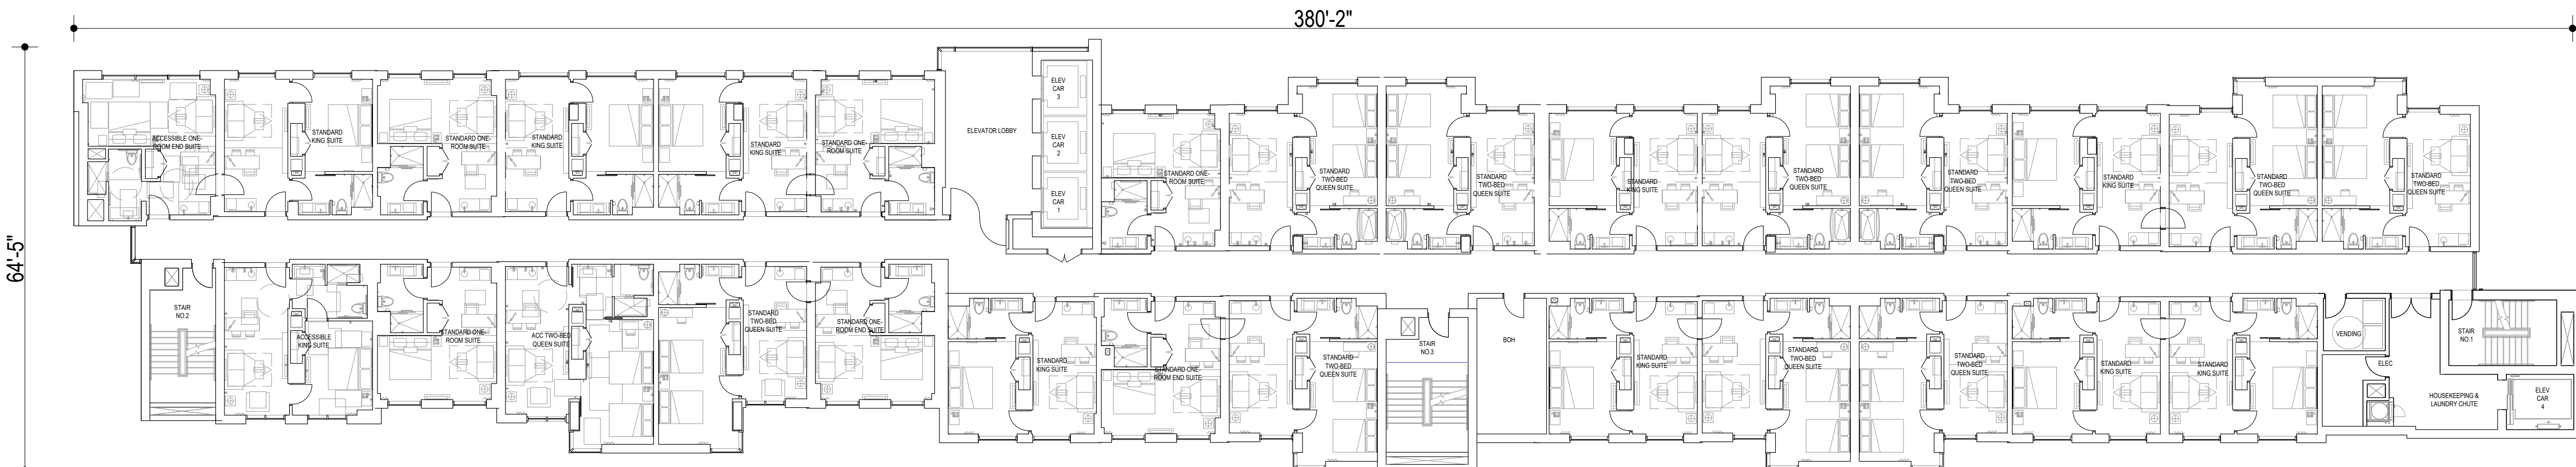 380'-2"
64'-5"
ACCESSIBLE ONE-
ROOM END SUITE
STANDARD
KING SUITE
STANDARD ONE-
ROOM SUITE
STANDARD
KING SUITE
STANDARD
KING SUITE
STANDARD ONE-
ROOM SUITE
ELEVATOR LOBBY
ELEV
CAR
3
ELEV
CAR
2
ELEV
CAR
1
STANDARD ONE-
ROOM SUITE
STANDARD
TWO-BED
QUEEN SUITE
STANDARD
TWO-BED
QUEEN SUITE
STANDARD
KING SUITE
STANDARD
TWO-BED
QUEEN SUITE
STANDARD
TWO-BED
QUEEN SUITE
STANDARD
KING SUITE
STANDARD
TWO-BED
QUEEN SUITE
STANDARD
TWO-BED
QUEEN SUITE
STAIR
NO.2
ACCESSIBLE
KING SUITE
STANDARD ONE-
ROOM SUITE
ACC TWO-BED
QUEEN SUITE
STANDARD
TWO-BED
QUEEN SUITE
STANDARD ONE-
ROOM END SUITE
STANDARD
KING SUITE
STANDARD ONE-
ROOM END SUITE
STANDARD
TWO-BED
QUEEN SUITE
STAIR
NO.3
BOH
STANDARD
KING SUITE
STANDARD
TWO-BED
QUEEN SUITE
STANDARD
TWO-BED
QUEEN SUITE
STANDARD
KING SUITE
STANDARD
KING SUITE
VENDING
ELEC
STAIR
NO.1
HOUSEKEEPING &
LAUNDRY CHUTE
ELEV
CAR
4